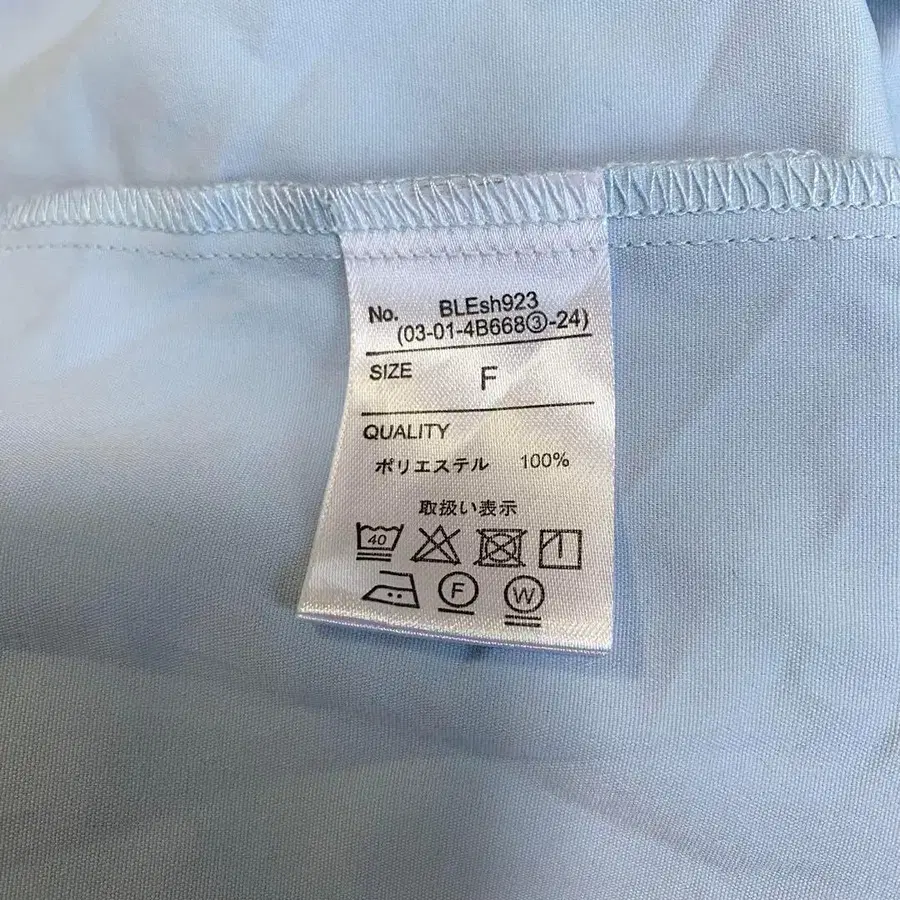 No. BLEsh923
(03-01-4B668③-24)
SIZE F
QUALITY
ポリエステル 100%
取扱い表示
40
F W